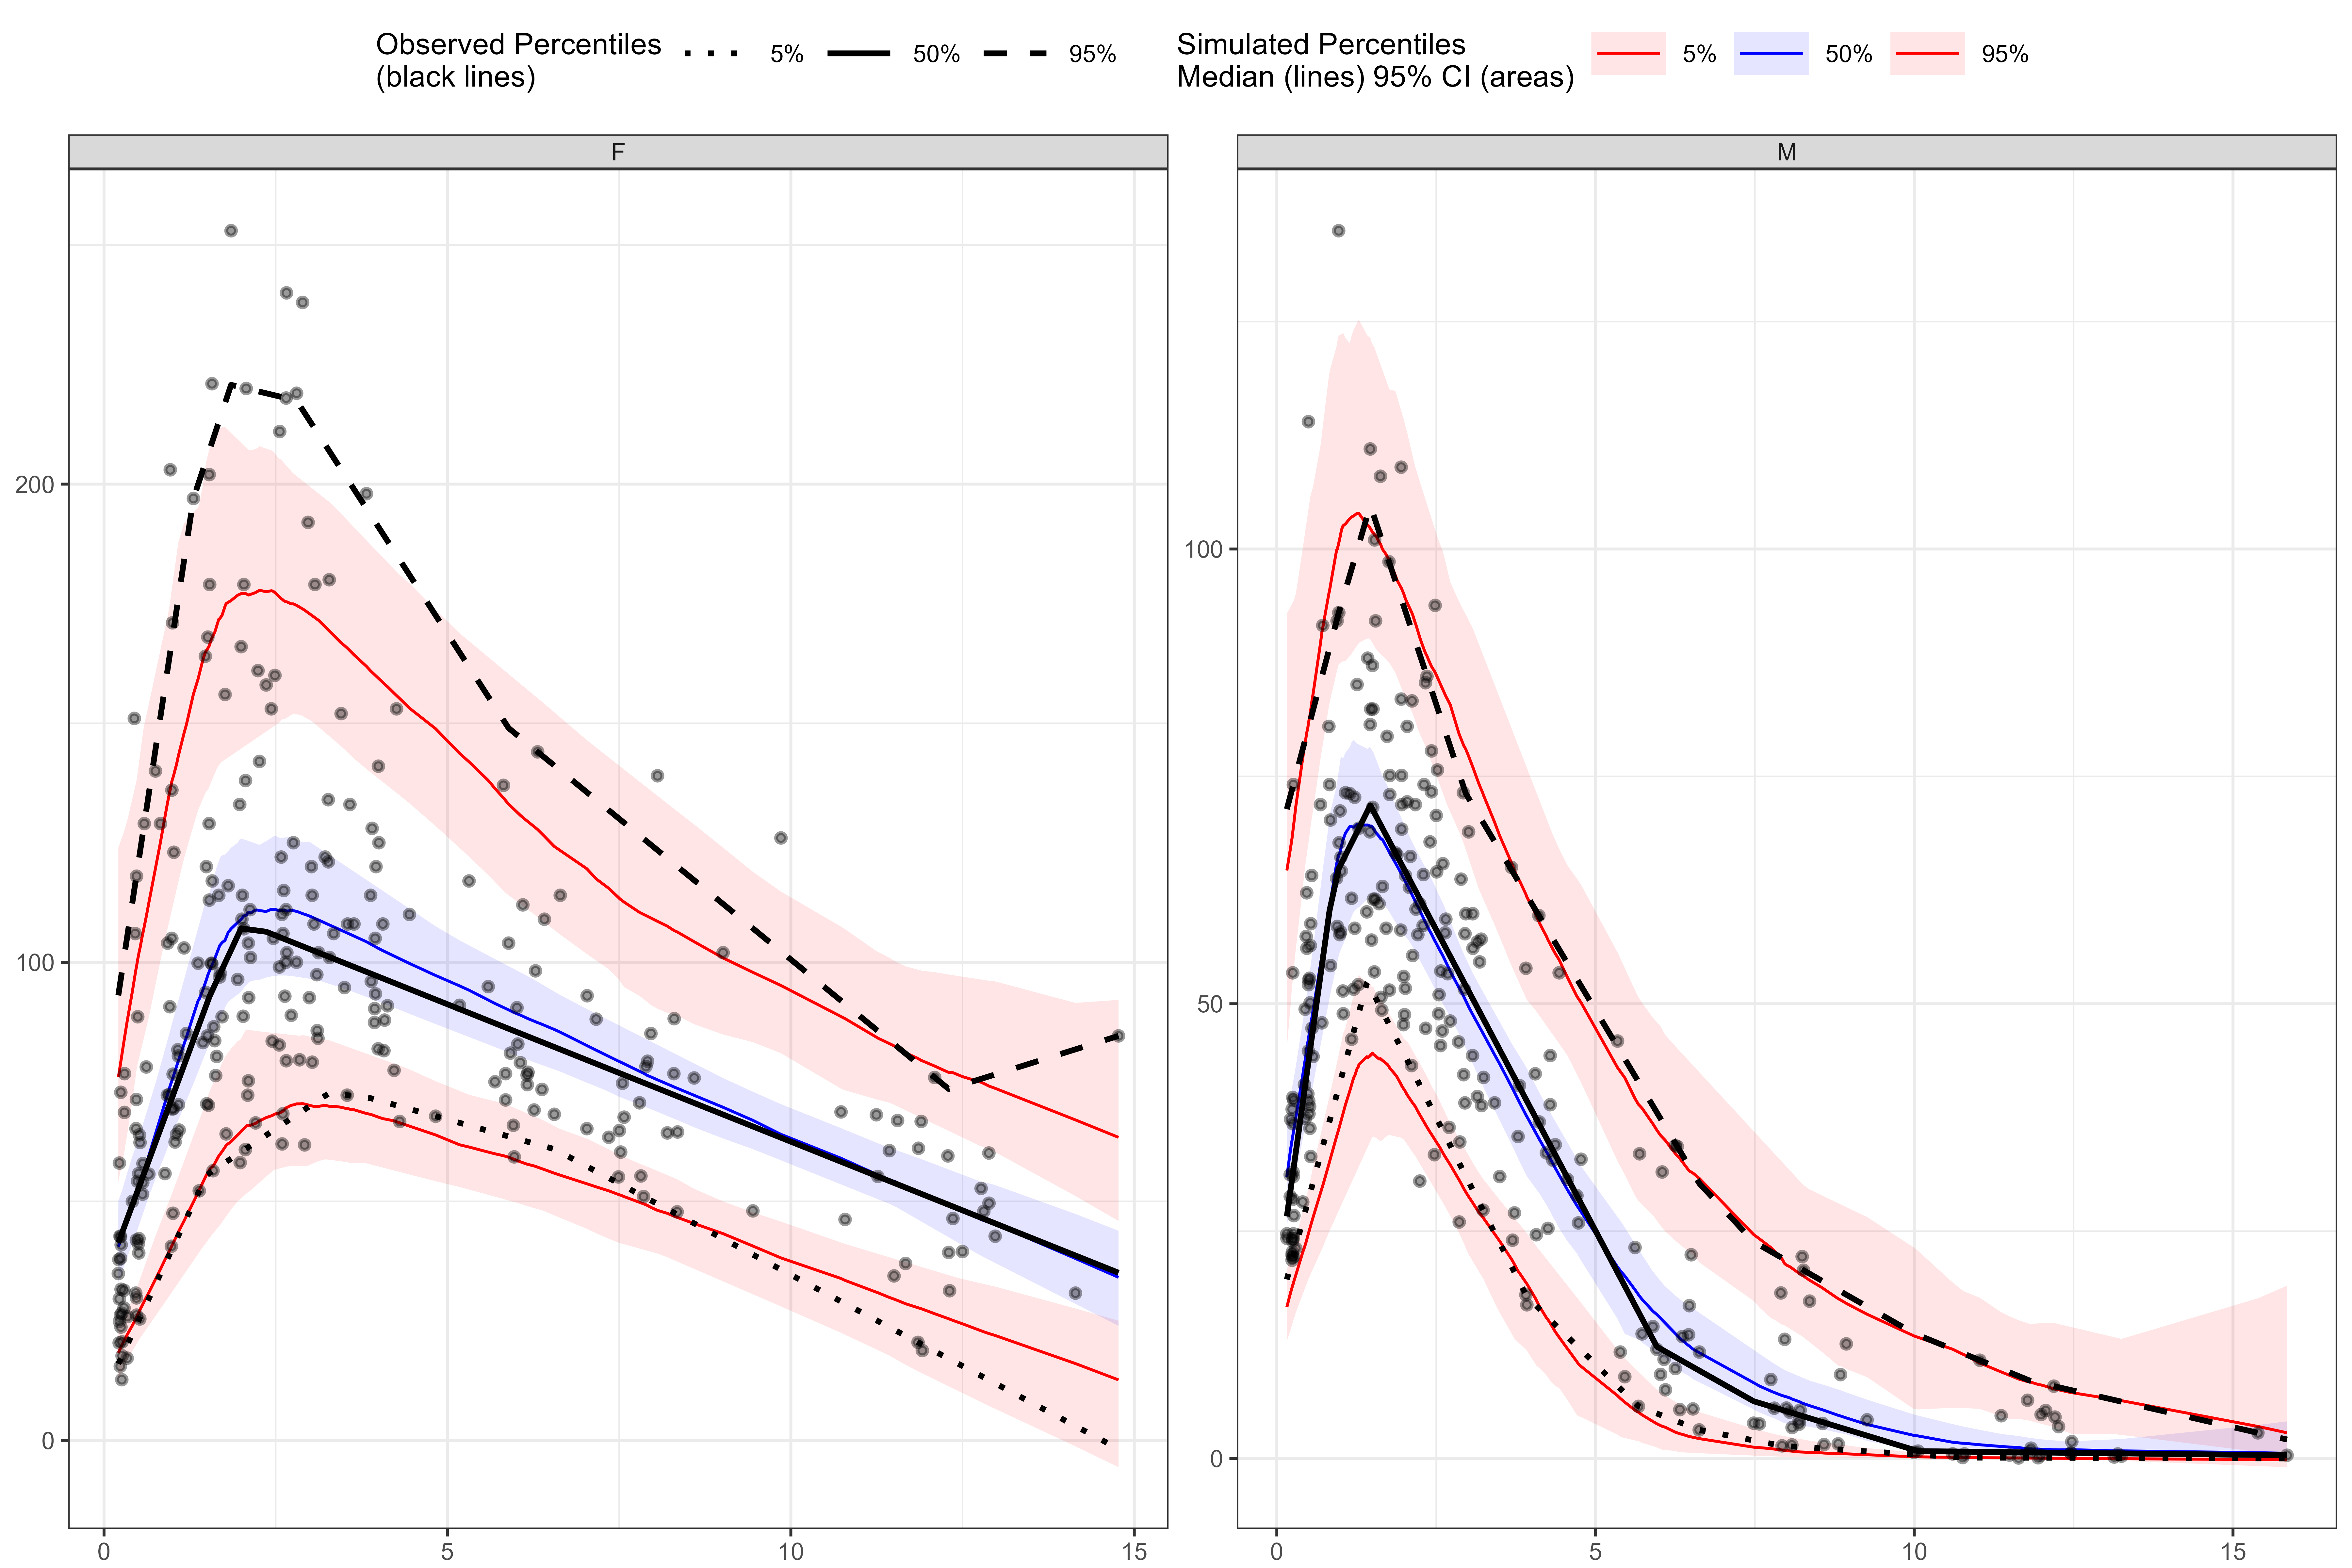 Observed Percentiles
(black lines)
5% 50% 95%
Simulated Percentiles
Median (lines) 95% CI (areas)
5% 50% 95%
F
M
200
100
0
0 5 10 15
100
50
0
0 5 10 15